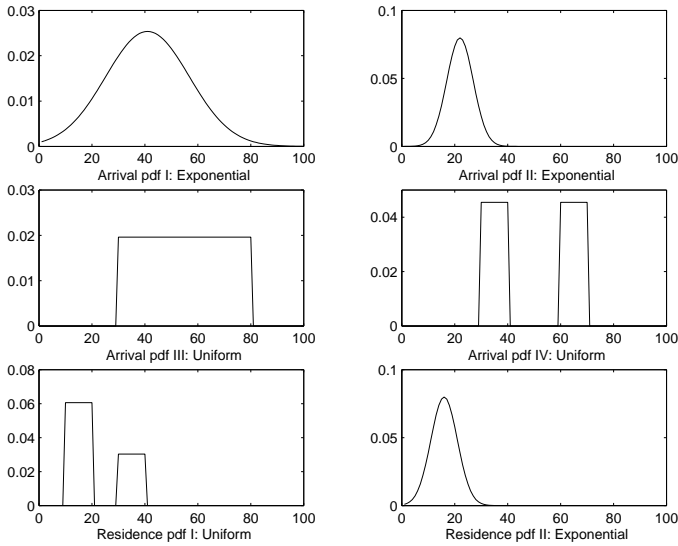 0.03
0.02
0.01
0
0 20 40 60 80 100
Arrival pdf I: Exponential
0.1
0.05
0
0 20 40 60 80 100
Arrival pdf II: Exponential
0.03
0.02
0.01
0
0 20 40 60 80 100
Arrival pdf III: Uniform
0.04
0.02
0
0 20 40 60 80 100
Arrival pdf IV: Uniform
0.08
0.06
0.04
0.02
0
0 20 40 60 80 100
Residence pdf I: Uniform
0.1
0.05
0
0 20 40 60 80 100
Residence pdf II: Exponential